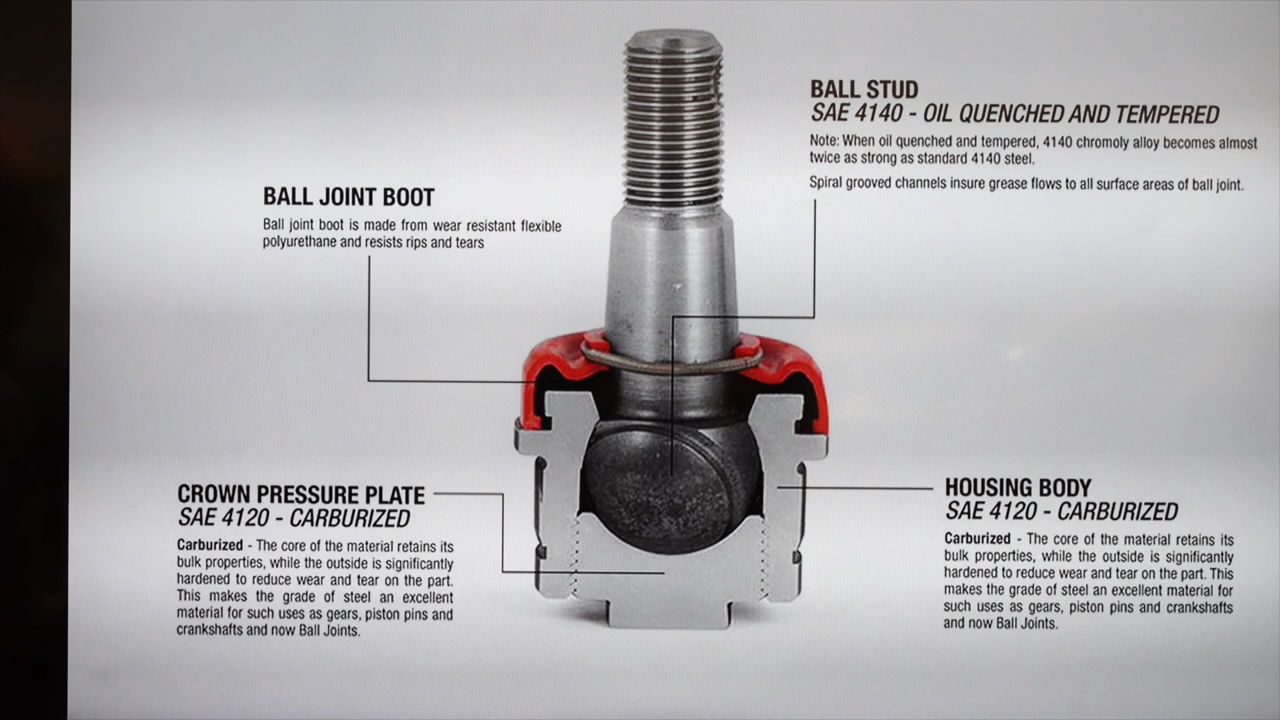 BALL STUD
SAE 4140 - OIL QUENCHED AND TEMPERED
Note: When oil quenched and tempered, 4140 chromoly alloy becomes almost
twice as strong as standard 4140 steel.
Spiral grooved channels insure grease flows to all surface areas of ball joint.
BALL JOINT BOOT
Ball joint boot is made from wear resistant flexible
polyurethane and resists rips and tears
CROWN PRESSURE PLATE
SAE 4120 - CARBURIZED
Carburized - The core of the material retains its
bulk properties, while the outside is significantly
hardened to reduce wear and tear on the part.
This makes the grade of steel an excellent
material for such uses as gears, piston pins and
crankshafts and now Ball Joints.
HOUSING BODY
SAE 4120 - CARBURIZED
Carburized - The core of the material retains its
bulk properties, while the outside is significantly
hardened to reduce wear and tear on the part. This
makes the grade of steel an excellent material for
such uses as gears, piston pins and crankshafts
and now Ball Joints.